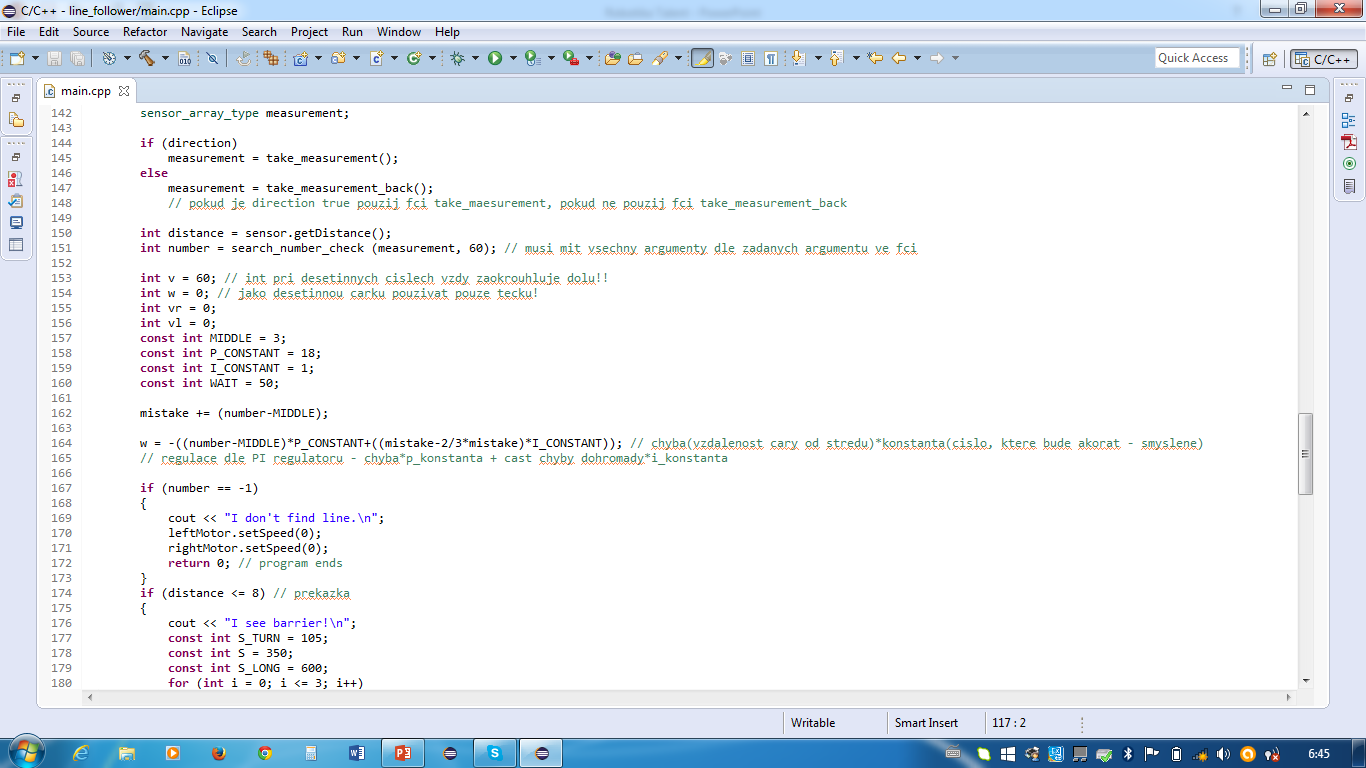 C/C++ - line_follower/main.cpp - Eclipse
File Edit Source Refactor Navigate Search Project Run Window Help
Quick Access
C/C++
main.cpp
142 sensor_array_type measurement;
143
144 if (direction)
145 measurement = take_measurement();
146 else
147 measurement = take_measurement_back();
148 // pokud je direction true pouzij fci take_maesurement, pokud ne pouzij fci take_measurement_back
149
150 int distance = sensor.getDistance();
151 int number = search_number_check (measurement, 60); // musi mit vsechny argumenty dle zadanych argumentu ve fci
152
153 int v = 60; // int pri desetinnych cislech vzdy zaokrouhluje dolu!!
154 int w = 0; // jako desetinnou carku pouzivat pouze tecku!
155 int vr = 0;
156 int vl = 0;
157 const int MIDDLE = 3;
158 const int P_CONSTANT = 18;
159 const int I_CONSTANT = 1;
160 const int WAIT = 50;
161
162 mistake += (number-MIDDLE);
163
164 w = -((number-MIDDLE)*P_CONSTANT+((mistake-2/3*mistake)*I_CONSTANT)); // chyba(vzdalenost cary od stredu)*konstanta(cislo, ktere bude akorat - smyslene)
165 // regulace dle PI regulatoru - chyba*p_konstanta + cast chyby dohromady*i_konstanta
166
167 if (number == -1)
168 {
169 cout << "I don't find line.\n";
170 leftMotor.setSpeed(0);
171 rightMotor.setSpeed(0);
172 return 0; // program ends
173 }
174 if (distance <= 8) // prekazka
175 {
176 cout << "I see barrier!\n";
177 const int S_TURN = 105;
178 const int S = 350;
179 const int S_LONG = 600;
180 for (int i = 0; i <= 3; i++)
Writable Smart Insert 117 : 2
6:45